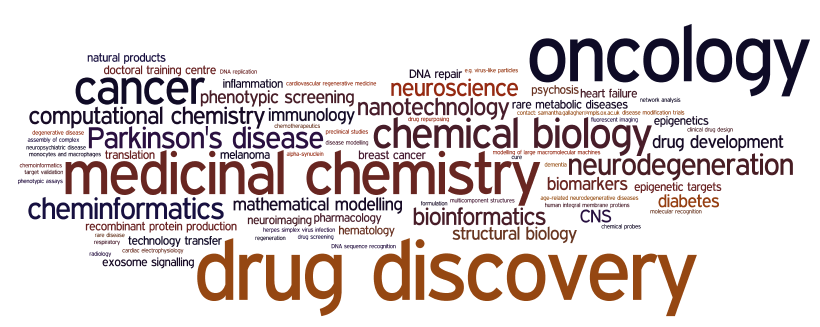 oncology
natural products
doctoral training centre
DNA replication
DNA repair
e.g. virus-like particles
cancer
inflammation
cardiovascular regenerative medicine
neuroscience
psychosis
heart failure
phenotypic screening
nanotechnology
rare metabolic diseases
network analysis
computational chemistry
immunology
drug repurposing
contact: samantha.gallagher@mpls.ox.ac.uk
disease modification trials
fluorescent imaging
epigenetics
chemotherapeutics
degenerative disease
Parkinson's disease
preclinical studies
chemical biology
clinical drug design
assembly of complex
disease modelling
drug development
neuropsychiatric disease
monocytes and macrophages
translation
melanoma
alpha-synuclein
breast cancer
modelling of large macromolecular machines
cure
cheminformatics
medicinal chemistry
dementia
neurodegeneration
target validation
phenotypic assays
biomarkers
epigenetic targets
cheminformatics
mathematical modelling
formulation
multicomponent structures
age-related neurodegenerative diseases
human integral membrane protiens
diabetes
neuroimaging
pharmacology
bioinformatics
CNS
molecular recognition
recombinant protein production
herpes simplex virus infection
hematology
structural biology
chemical probes
rare disease
respiratory
technology transfer
regeneration
drug screening
DNA sequence recognition
cardiac electrophysiology
radiology
exosome signalling
drug discovery